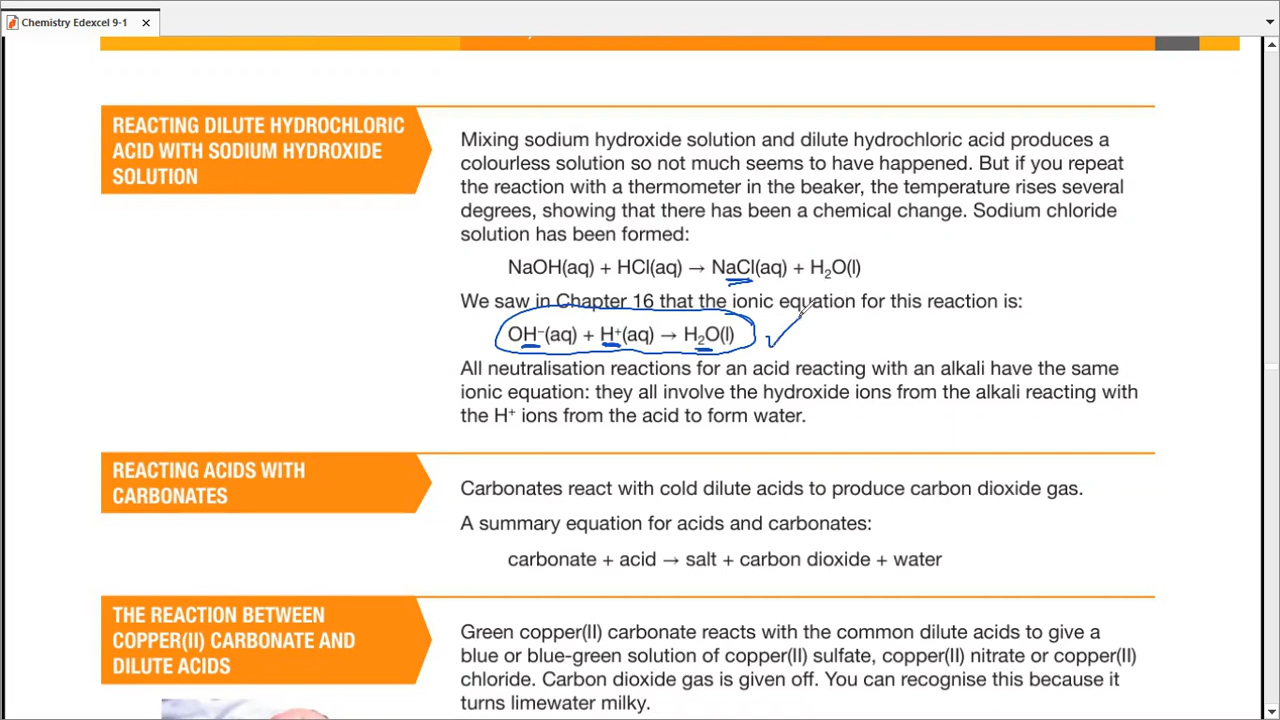 Chemistry Edexcel 9-1
REACTING DILUTE HYDROCHLORIC
ACID WITH SODIUM HYDROXIDE
SOLUTION
Mixing sodium hydroxide solution and dilute hydrochloric acid produces a
colourless solution so not much seems to have happened. But if you repeat
the reaction with a thermometer in the beaker, the temperature rises several
degrees, showing that there has been a chemical change. Sodium chloride
solution has been formed:
NaOH(aq) + HCl(aq) → NaCl(aq) + H₂O(l)
We saw in Chapter 16 that the ionic equation for this reaction is:
OH⁻(aq) + H⁺(aq) → H₂O(l)
All neutralisation reactions for an acid reacting with an alkali have the same
ionic equation: they all involve the hydroxide ions from the alkali reacting with
the H⁺ ions from the acid to form water.
REACTING ACIDS WITH
CARBONATES
Carbonates react with cold dilute acids to produce carbon dioxide gas.
A summary equation for acids and carbonates:
carbonate + acid → salt + carbon dioxide + water
THE REACTION BETWEEN
COPPER(II) CARBONATE AND
DILUTE ACIDS
Green copper(II) carbonate reacts with the common dilute acids to give a
blue or blue-green solution of copper(II) sulfate, copper(II) nitrate or copper(II)
chloride. Carbon dioxide gas is given off. You can recognise this because it
turns limewater milky.